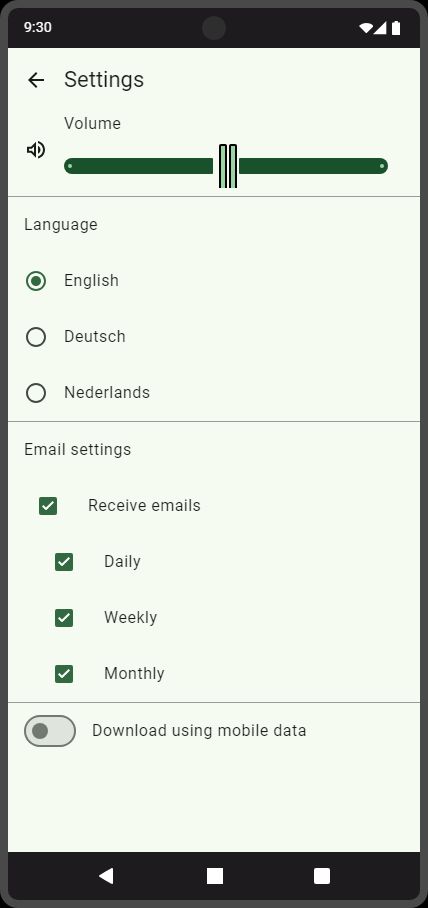 9:30
Settings
Volume
Language
English
Deutsch
Nederlands
Email settings
Receive emails
Daily
Weekly
Monthly
Download using mobile data